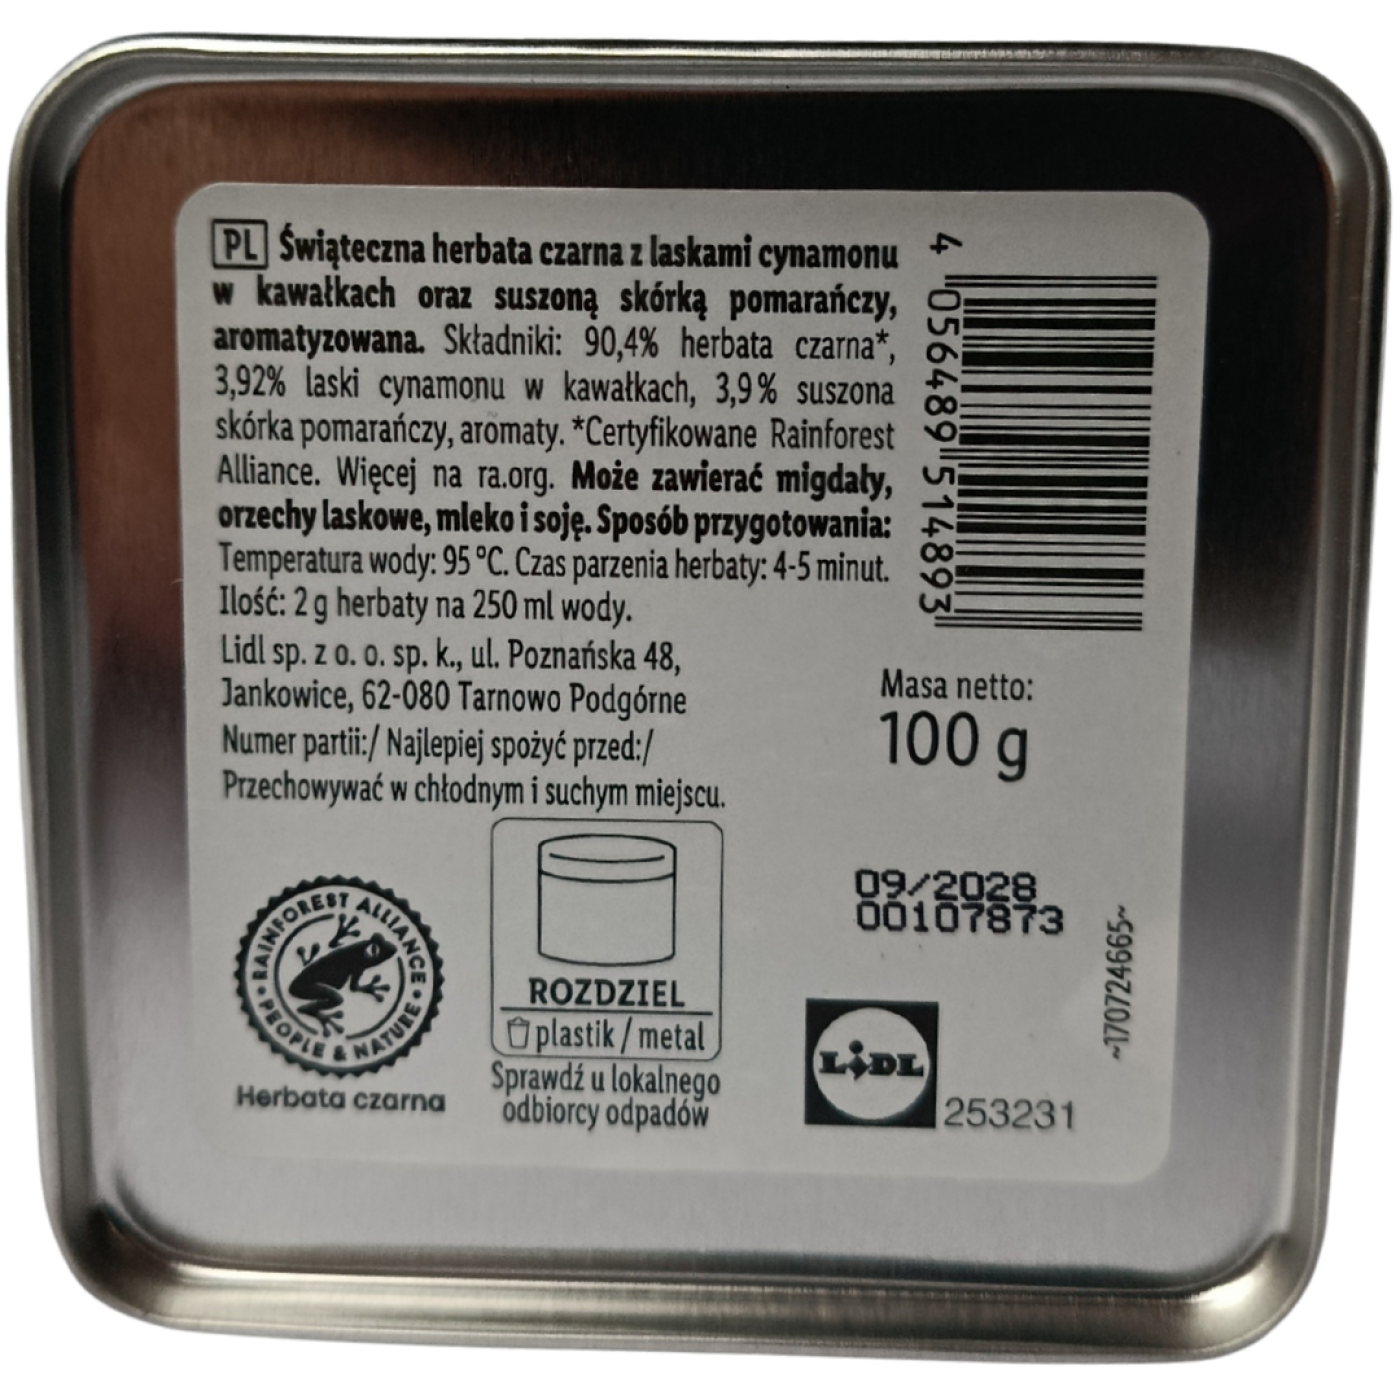 PL Świąteczna herbata czarna z laskami cynamonu
w kawałkach oraz suszoną skórką pomarańczy,
aromatyzowana. Składniki: 90,4% herbata czarna*,
3,92% laski cynamonu w kawałkach, 3,9% suszona
skórka pomarańczy, aromaty. *Certyfikowane Rainforest
Alliance. Więcej na ra.org. Może zawierać migdały,
orzechy laskowe, mleko i soję. Sposób przygotowania:
Temperatura wody: 95 °C. Czas parzenia herbaty: 4-5 minut.
Ilość: 2 g herbaty na 250 ml wody.
Lidl sp. z o. o. sp. k., ul. Poznańska 48,
Jankowice, 62-080 Tarnowo Podgórne
Numer partii:/ Najlepiej spożyć przed:/
Przechowywać w chłodnym i suchym miejscu.
4 056489 514893
Masa netto:
100 g
09/2028
00107873
~170724665~
RAINFOREST ALLIANCE
PEOPLE & NATURE
Herbata czarna
ROZDZIEL
plastik / metal
Sprawdź u lokalnego
odbiorcy odpadów
LIDL
253231